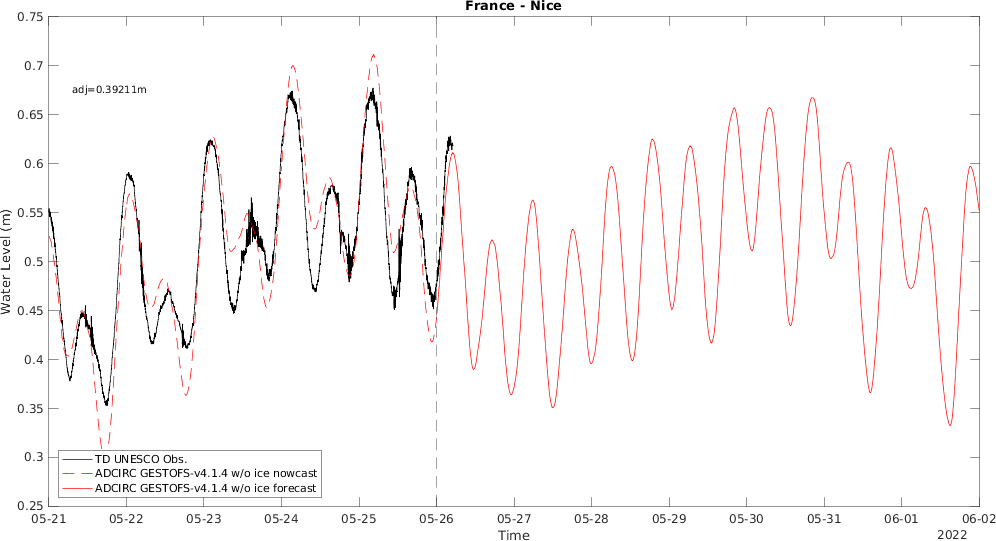 France - Nice
adj=0.39211m
Water Level (m)
0.75
0.7
0.65
0.6
0.55
0.5
0.45
0.4
0.35
0.3
0.25
TD UNESCO Obs.
ADCIRC GESTOFS-v4.1.4 w/o ice nowcast
ADCIRC GESTOFS-v4.1.4 w/o ice forecast
05-21 05-22 05-23 05-24 05-25 05-26 05-27 05-28 05-29 05-30 05-31 06-01 06-02
Time
2022